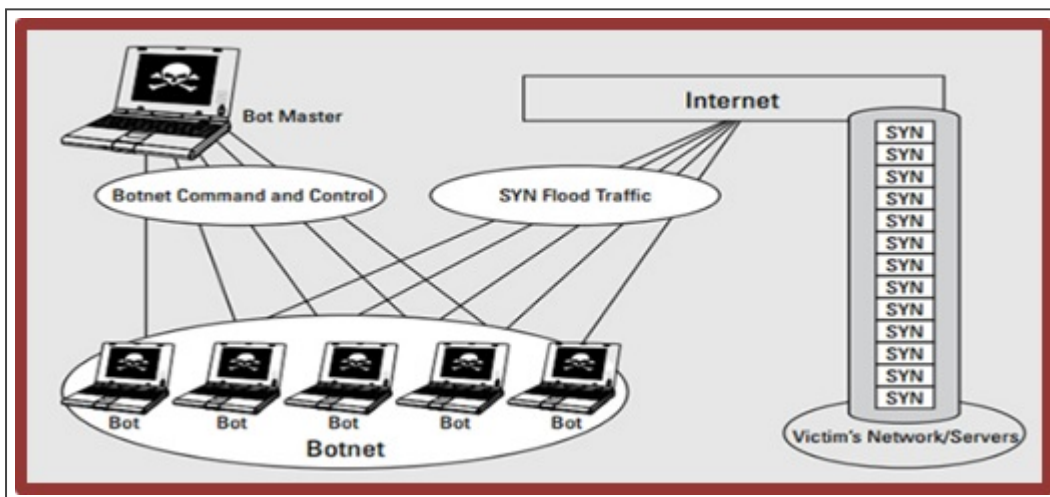 Bot Master
Internet
Botnet Command and Control
SYN Flood Traffic
SYN
SYN
SYN
SYN
SYN
SYN
SYN
SYN
SYN
SYN
SYN
SYN
SYN
Bot
Bot
Bot
Bot
Bot
Botnet
Victim's Network/Servers